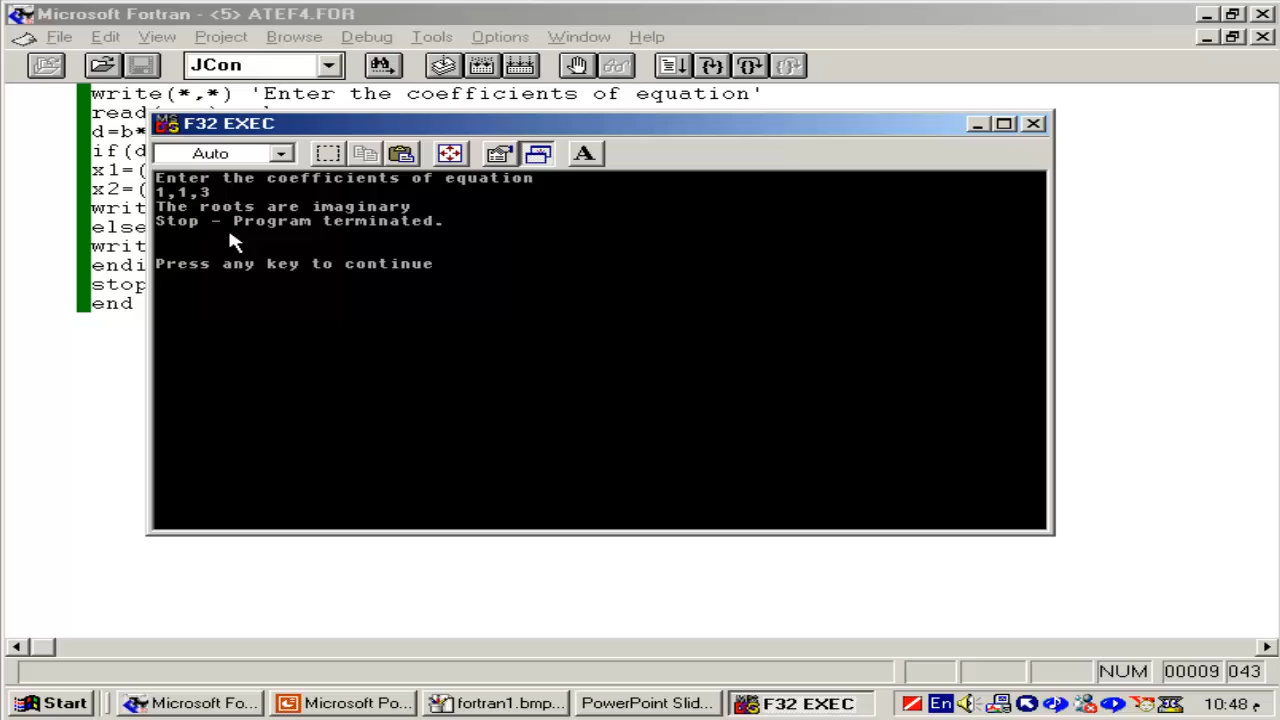 Microsoft Fortran - <5> ATEF4.FOR
File Edit View Project Browse Debug Tools Options Window Help
JCon
write(*,*) 'Enter the coefficients of equation'
read
d=b*
if(d
x1=(
x2=(
writ
else
writ
endi
stop
end
F32 EXEC
Auto
A
Enter the coefficients of equation
1,1,3
The roots are imaginary
Stop - Program terminated.
Press any key to continue
NUM 00009 043
Start Microsoft Fo... Microsoft Po... fortran1.bmp... PowerPoint Slid... F32 EXEC En 10:48 م